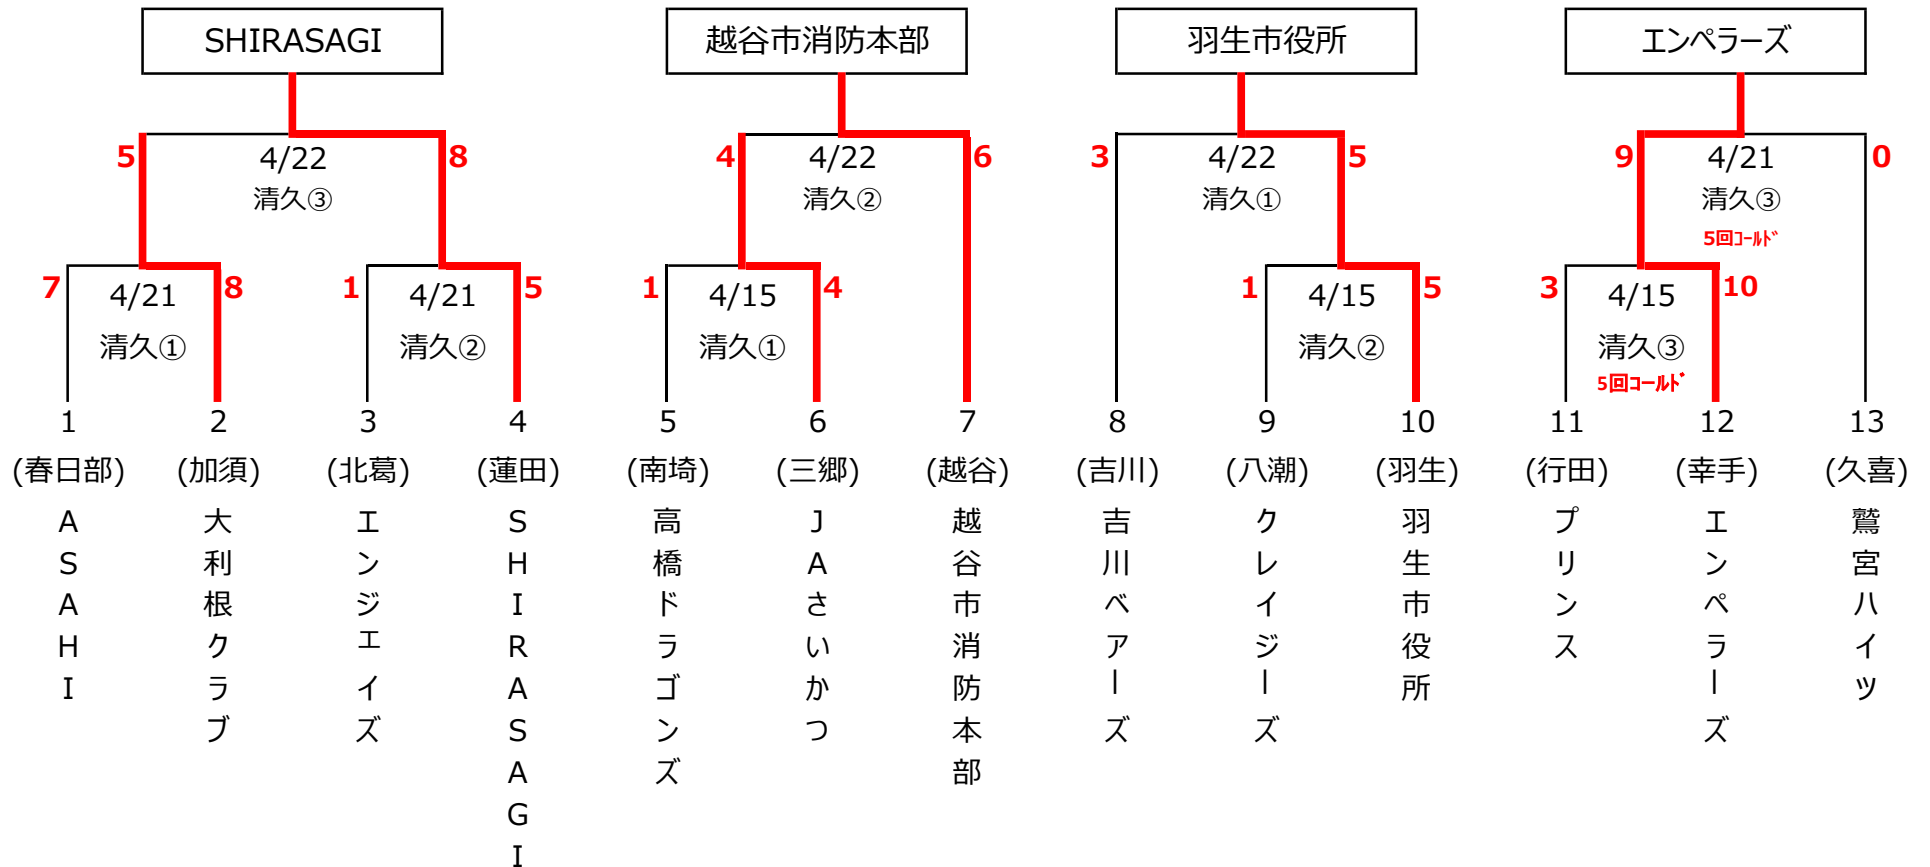 SHIRASAGI
越谷市消防本部
羽生市役所
エンペラーズ
5 4/22 8 4 4/22 6 3 4/22 5 9 4/21 0
清久③ 清久② 清久① 清久③
5回ｺｰﾙﾄﾞ
7 4/21 8 1 4/21 5 1 4/15 4 1 4/15 5 3 4/15 10
清久① 清久② 清久① 清久② 清久③
5回ｺｰﾙﾄﾞ
1 2 3 4 5 6 7 8 9 10 11 12 13
(春日部) (加須) (北葛) (蓮田) (南埼) (三郷) (越谷) (吉川) (八潮) (羽生) (行田) (幸手) (久喜)
ASAHI
大利根クラブ
エンジェイズ
SHIRASAGI
高橋ドラゴンズ
JAさいかつ
越谷市消防本部
吉川ベアーズ
クレイジーズ
羽生市役所
プリンス
エンペラーズ
鷲宮ハイツ